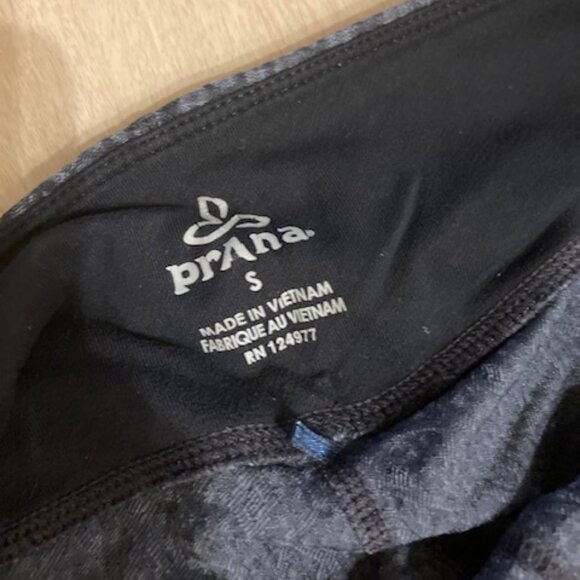 prAna.
S
MADE IN VIETNAM
FABRIQUE AU VIETNAM
RN 124977